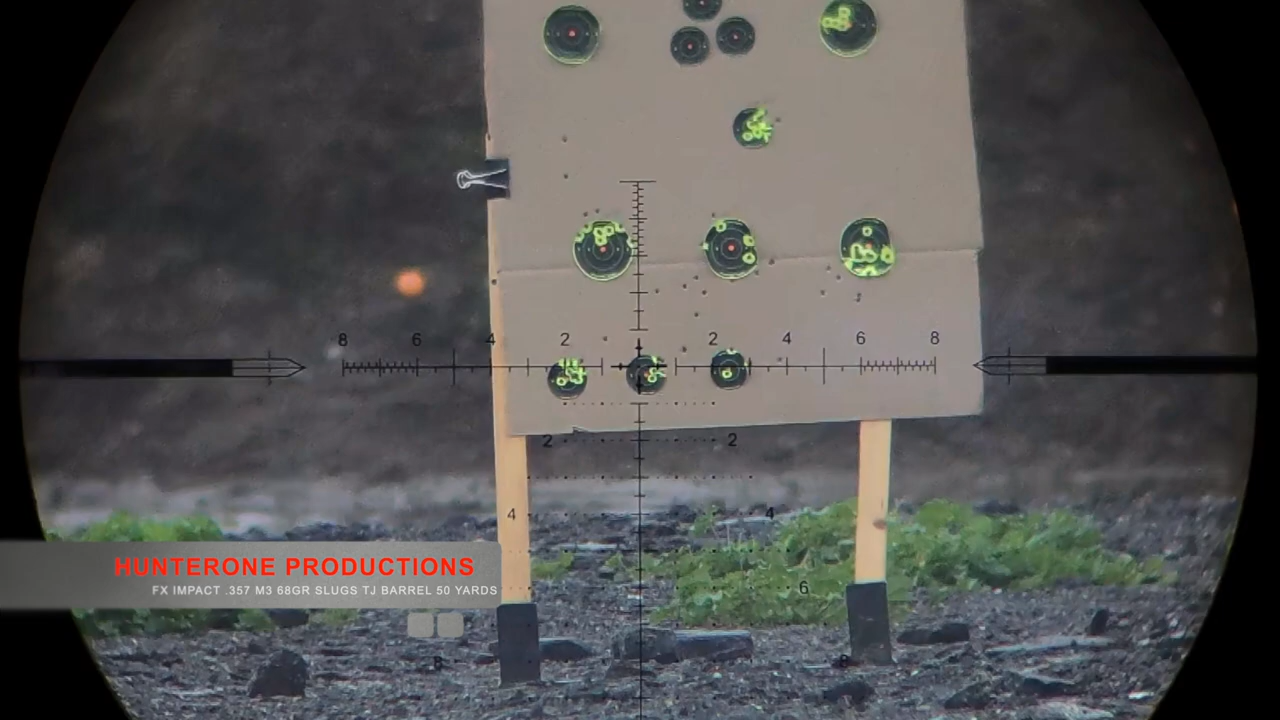 8 6 4 2 2 4 6 8
2 2
4 4
HUNTERONE PRODUCTIONS
FX IMPACT .357 M3 68GR SLUGS TJ BARREL 50 YARDS
6
8 8